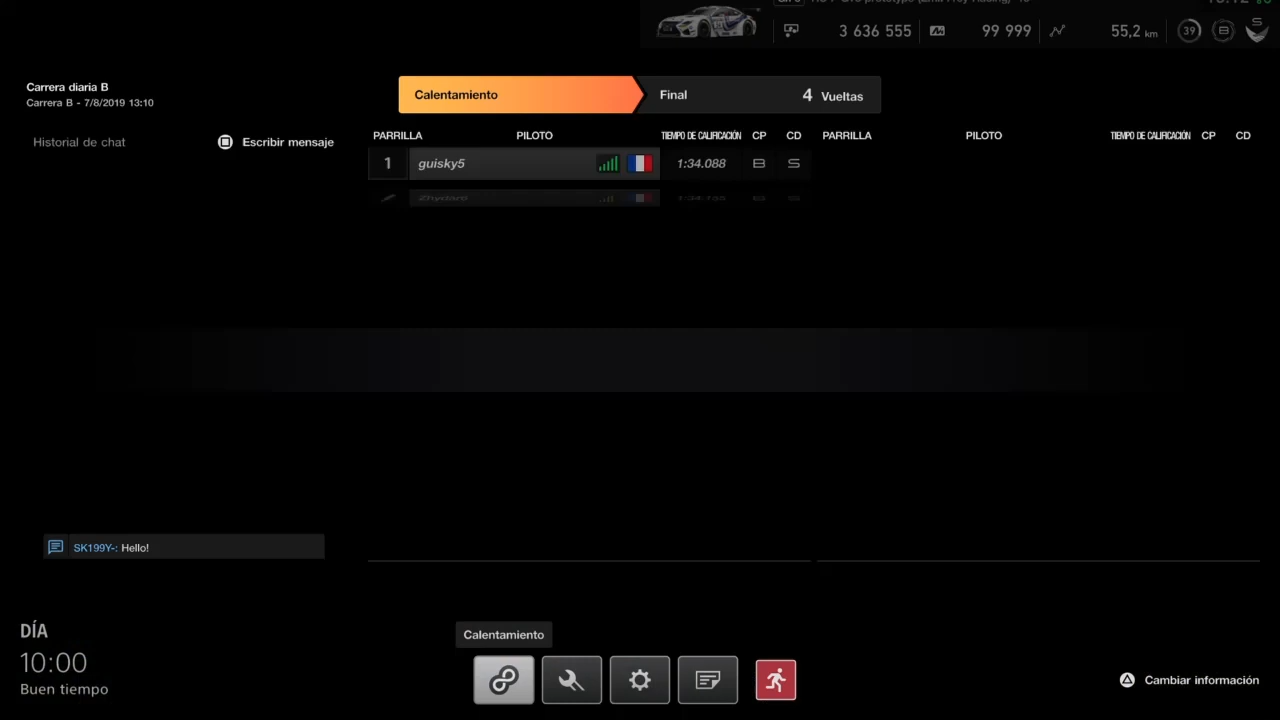 3 636 555
99 999
55,2 km
39
B
S
Carrera diaria B
Carrera B - 7/8/2019 13:10
Calentamiento
Final
4 Vueltas
Historial de chat
Escribir mensaje
PARRILLA PILOTO TIEMPO DE CALIFICACIÓN CP CD PARRILLA PILOTO TIEMPO DE CALIFICACIÓN CP CD
1 guisky5 1:34.088 B S
SK199Y-: Hello!
DÍA
10:00
Buen tiempo
Calentamiento
Cambiar información